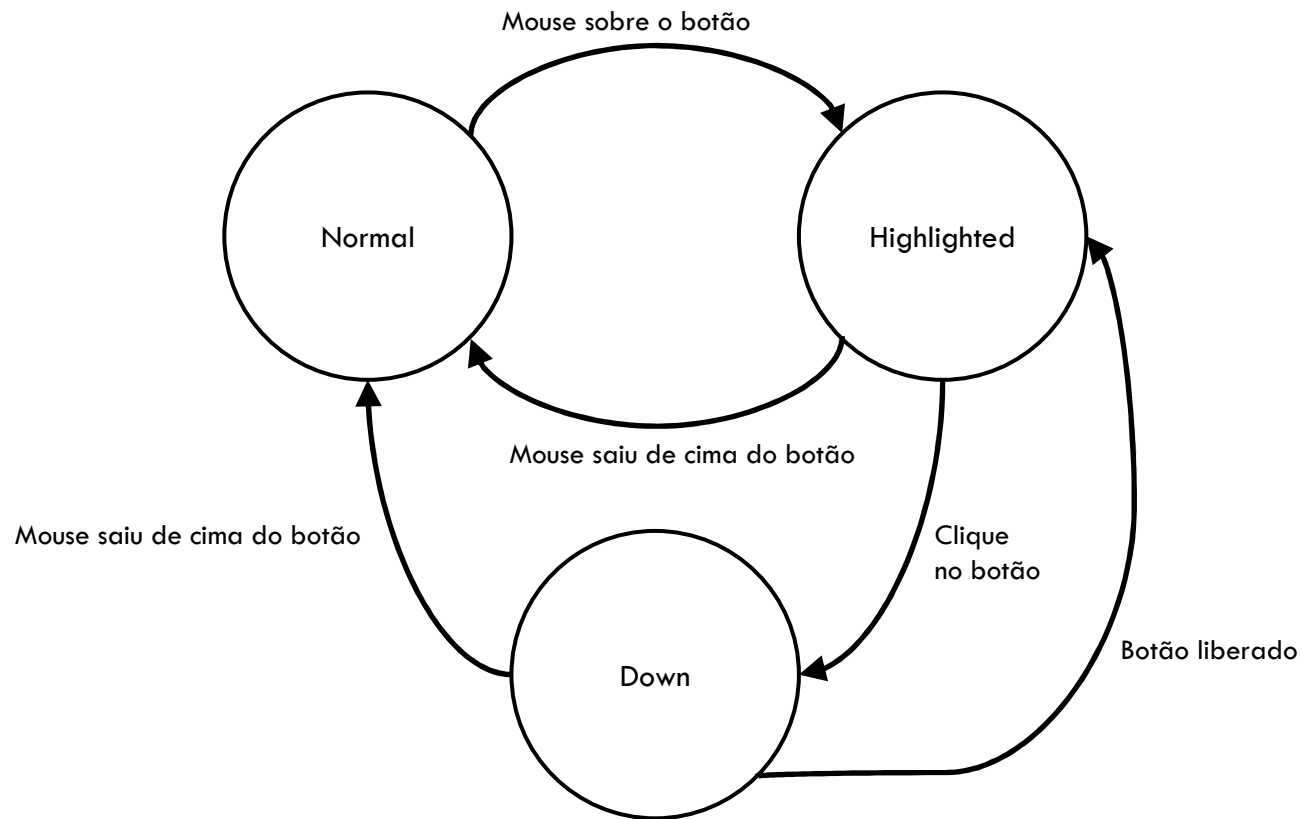 Mouse sobre o botão
Normal
Highlighted
Mouse saiu de cima do botão
Mouse saiu de cima do botão
Clique
no botão
Botão liberado
Down